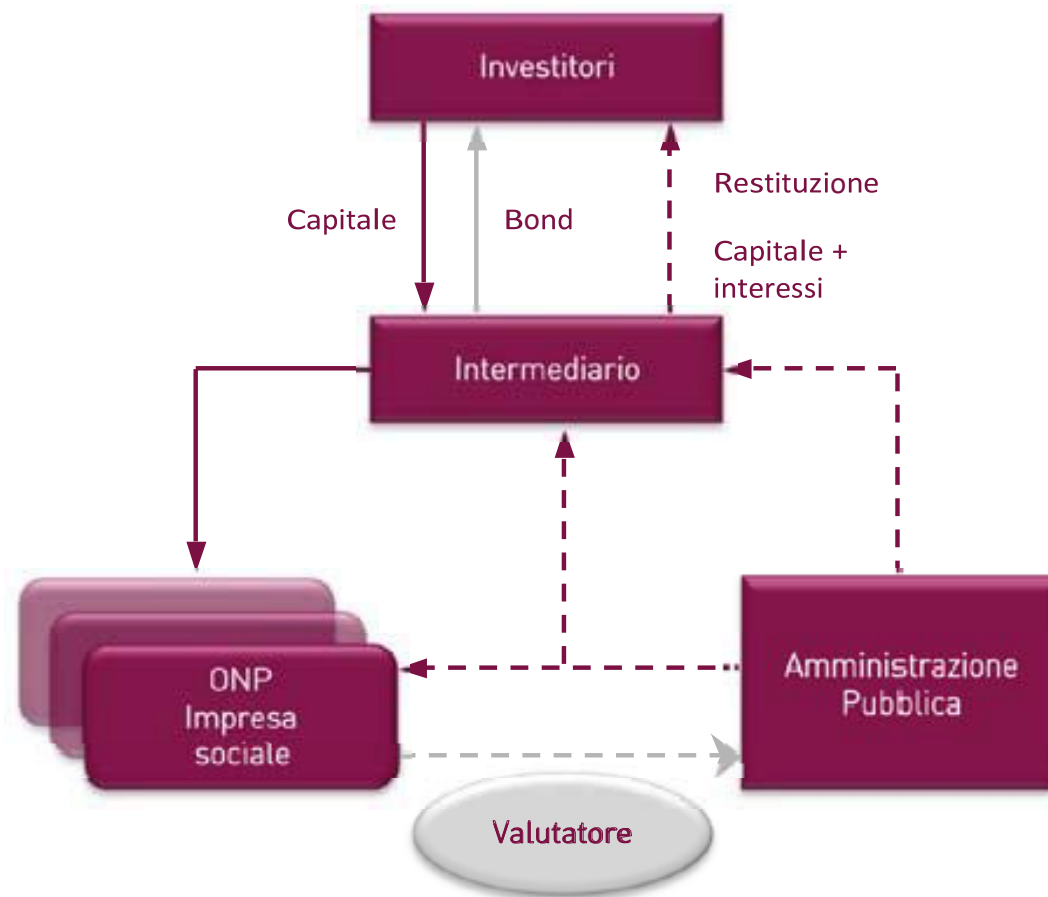 Investitori
Capitale
Bond
Restituzione
Capitale +
interessi
Intermediario
ONP
Impresa
sociale
Amministrazione
Pubblica
Valutatore